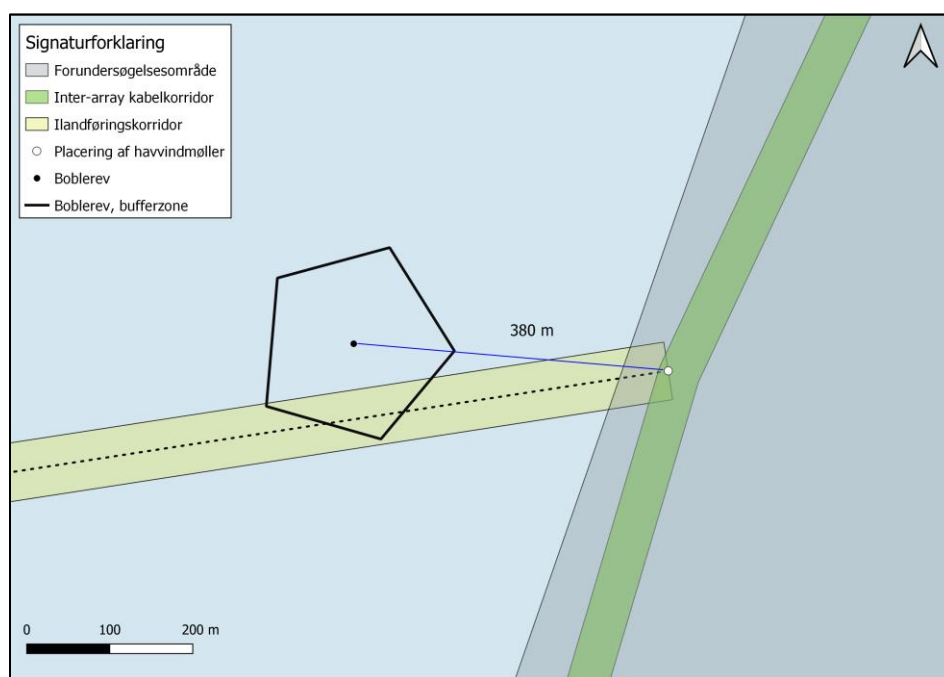 Signaturforklaring
Forundersøgelsesområde
Inter-array kabelkorridor
Ilandføringskorridor
Placering af havvindmøller
Boblerev
Boblerev, bufferzone
380 m
0 100 200 m